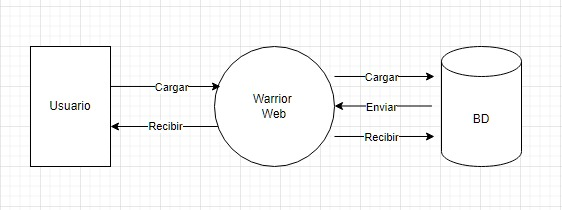 Usuario
Cargar
Recibir
Warrior
Web
Cargar
Enviar
Recibir
BD